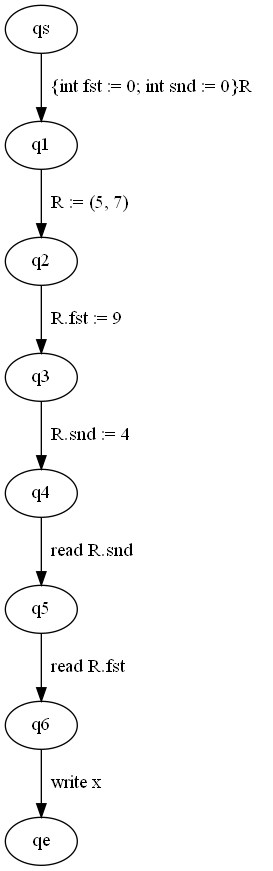 qs
{int fst := 0; int snd := 0}R
q1
R := (5, 7)
q2
R.fst := 9
q3
R.snd := 4
q4
read R.snd
q5
read R.fst
q6
write x
qe